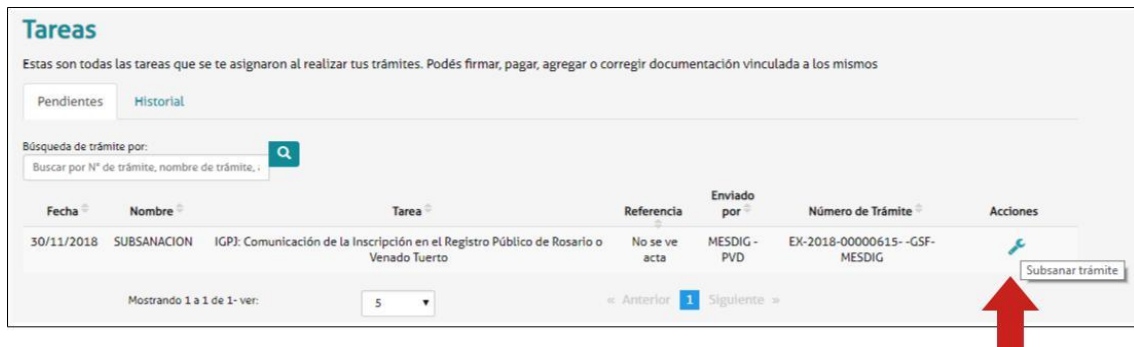 Tareas
Estas son todas las tareas que se te asignaron al realizar tus trámites. Podés firmar, pagar, agregar o corregir documentación vinculada a los mismos
Pendientes Historial
Búsqueda de trámite por:
Buscar por N° de trámite, nombre de trámite,
Fecha Nombre Tarea Referencia Enviado por Número de Trámite Acciones
30/11/2018 SUBSANACION IGPJ: Comunicación de la Inscripción en el Registro Público de Rosario o Venado Tuerto No se ve acta MESDIG - PVD EX-2018-00000615- -GSF-MESDIG
Subsanar trámite
Mostrando 1 a 1 de 1- ver: 5 « Anterior 1 Siguiente »